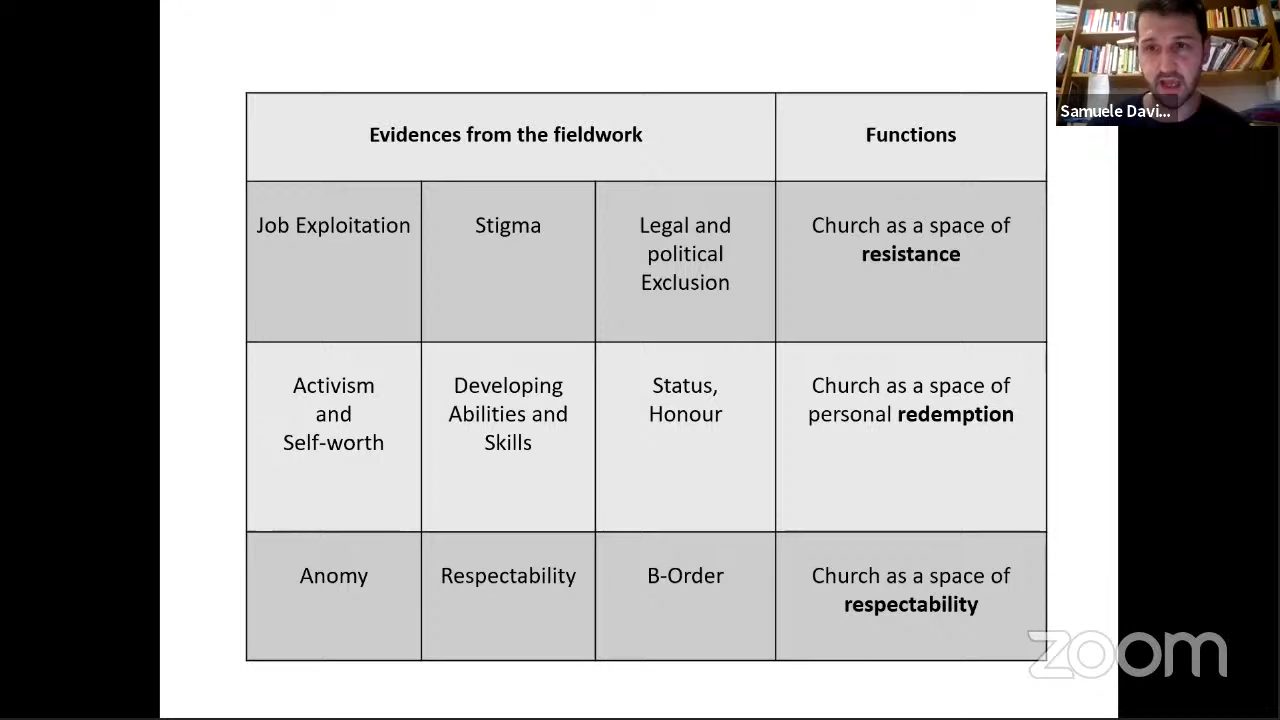 Samuele Davi...
Evidences from the fieldwork
Functions
Job Exploitation
Stigma
Legal and
political
Exclusion
Church as a space of
resistance
Activism
and
Self-worth
Developing
Abilities and
Skills
Status,
Honour
Church as a space of
personal redemption
Anomy
Respectability
B-Order
Church as a space of
respectability
zoom